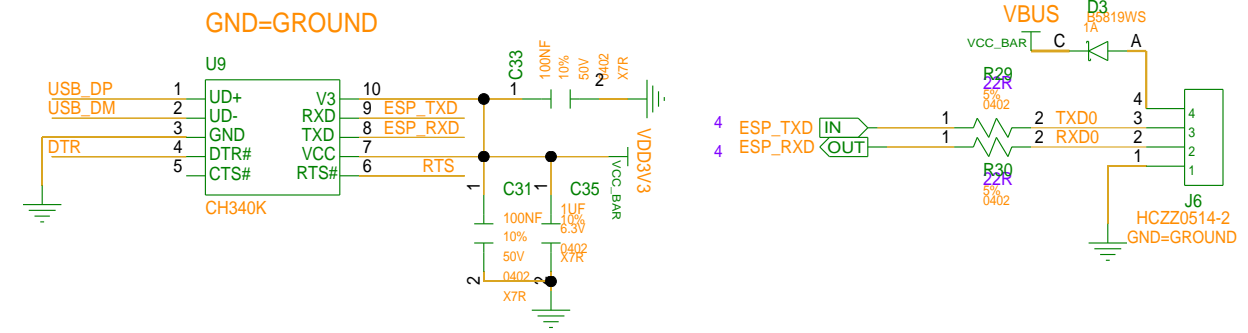 GND=GROUND
U9
USB_DP
1
UD+
V3
10
USB_DM
2
UD-
RXD
9
ESP_TXD
3
GND
TXD
8
ESP_RXD
DTR
4
DTR#
VCC
7
5
CTS#
RTS#
6
RTS
CH340K
C33
100NF
10%
50V
0402
X7R
1
2
VDD3V3
VCC_BAR
1
C31
100NF
10%
50V
0402
X7R
2
1
C35
1UF
10%
6.3V
0402
X7R
2
VBUS
VCC_BAR
C
D3
B5819WS
1A
A
R29
22R
5%
0402
4
ESP_TXD
IN
1
2
TXD0
4
ESP_RXD
OUT
1
2
RXD0
R30
22R
5%
0402
4
3
2
1
4
3
2
1
J6
HCZZ0514-2
GND=GROUND